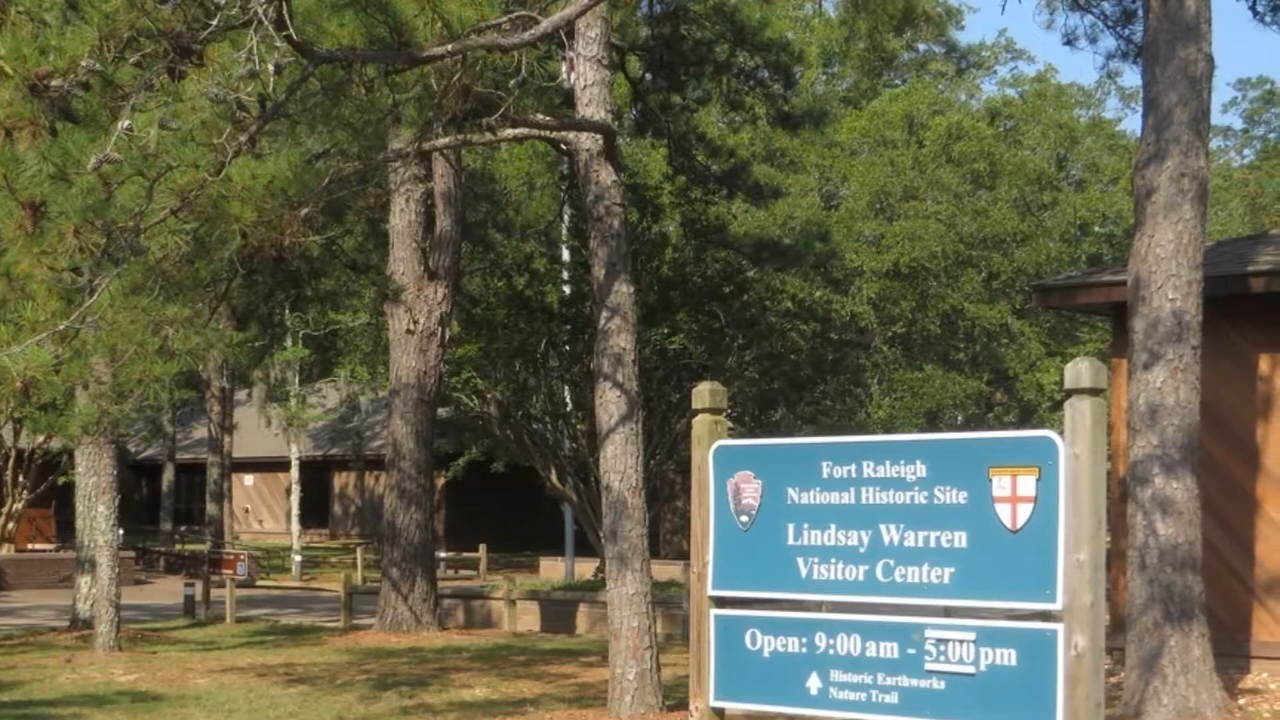 Fort Raleigh
National Historic Site
Lindsay Warren
Visitor Center
Open: 9:00 am - 5:00 pm
Historic Earthworks
Nature Trail